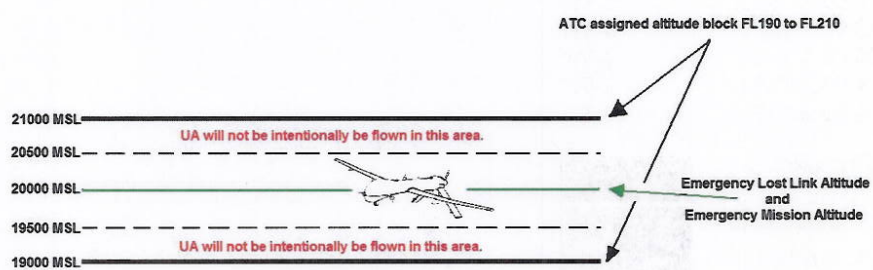 ATC assigned altitude block FL190 to FL210
21000 MSL
UA will not be intentionally be flown in this area.
20500 MSL
20000 MSL
Emergency Lost Link Altitude
and
Emergency Mission Altitude
19500 MSL
UA will not be intentionally be flown in this area.
19000 MSL